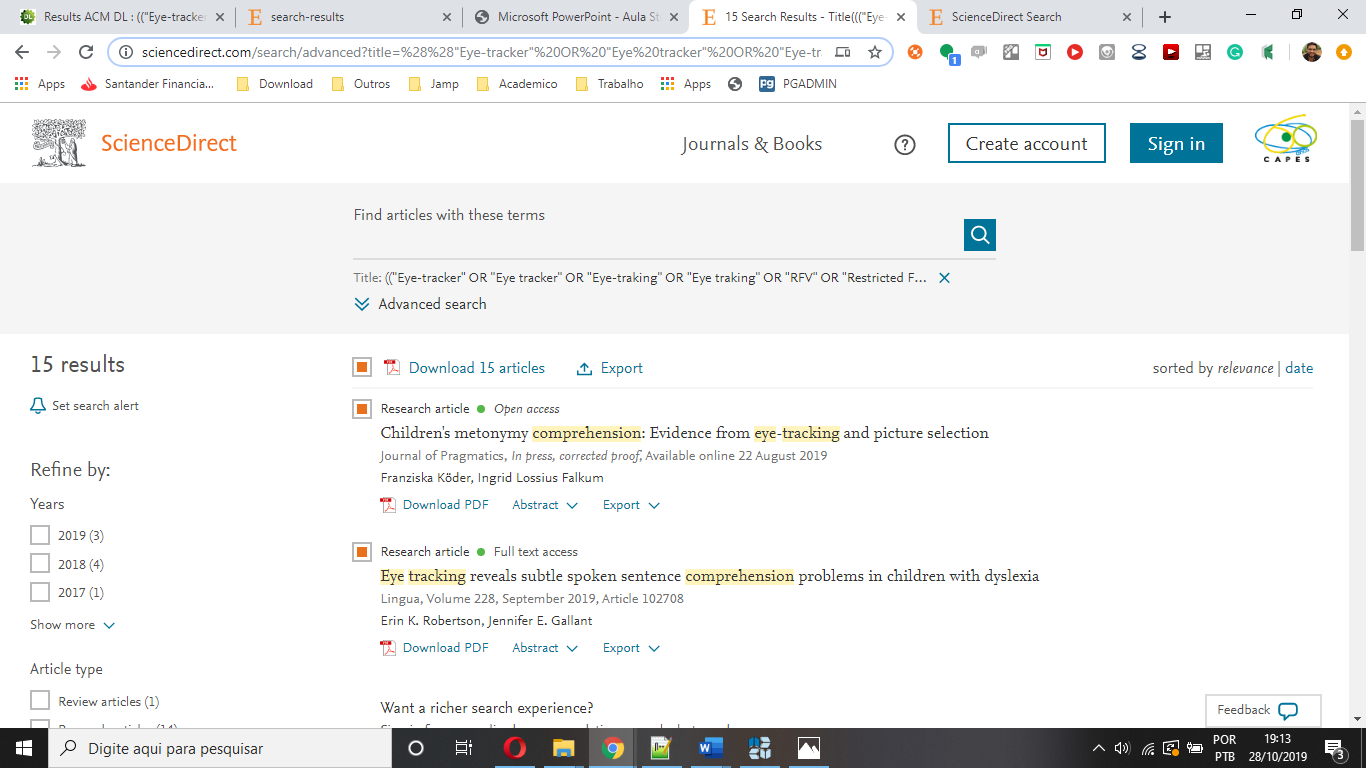 Results ACM DL : (("Eye-tracker
search-results
Microsoft PowerPoint - Aula St
15 Search Results - Title((("Eye-
ScienceDirect Search
sciencedirect.com/search/advanced?title=%28%28"Eye-tracker"%20OR%20"Eye%20tracker"%20OR%20"Eye-tr
1
Apps
Santander Financia...
Download
Outros
Jamp
Academico
Trabalho
Apps
Pg
PGADMIN
ScienceDirect
Journals & Books
?
Create account
Sign in
CAPES
Find articles with these terms
Title: (("Eye-tracker" OR "Eye tracker" OR "Eye-traking" OR "Eye traking" OR "RFV" OR "Restricted F...
Advanced search
15 results
Download 15 articles
Export
sorted by relevance | date
Set search alert
Research article
Open access
Children's metonymy comprehension: Evidence from eye-tracking and picture selection
Journal of Pragmatics, In press, corrected proof, Available online 22 August 2019
Franziska Köder, Ingrid Lossius Falkum
Download PDF
Abstract
Export
Refine by:
Years
2019 (3)
2018 (4)
2017 (1)
Show more
Research article
Full text access
Eye tracking reveals subtle spoken sentence comprehension problems in children with dyslexia
Lingua, Volume 228, September 2019, Article 102708
Erin K. Robertson, Jennifer E. Gallant
Download PDF
Abstract
Export
Article type
Review articles (1)
Want a richer search experience?
Feedback
Digite aqui para pesquisar
POR
PTB
19:13
28/10/2019
3